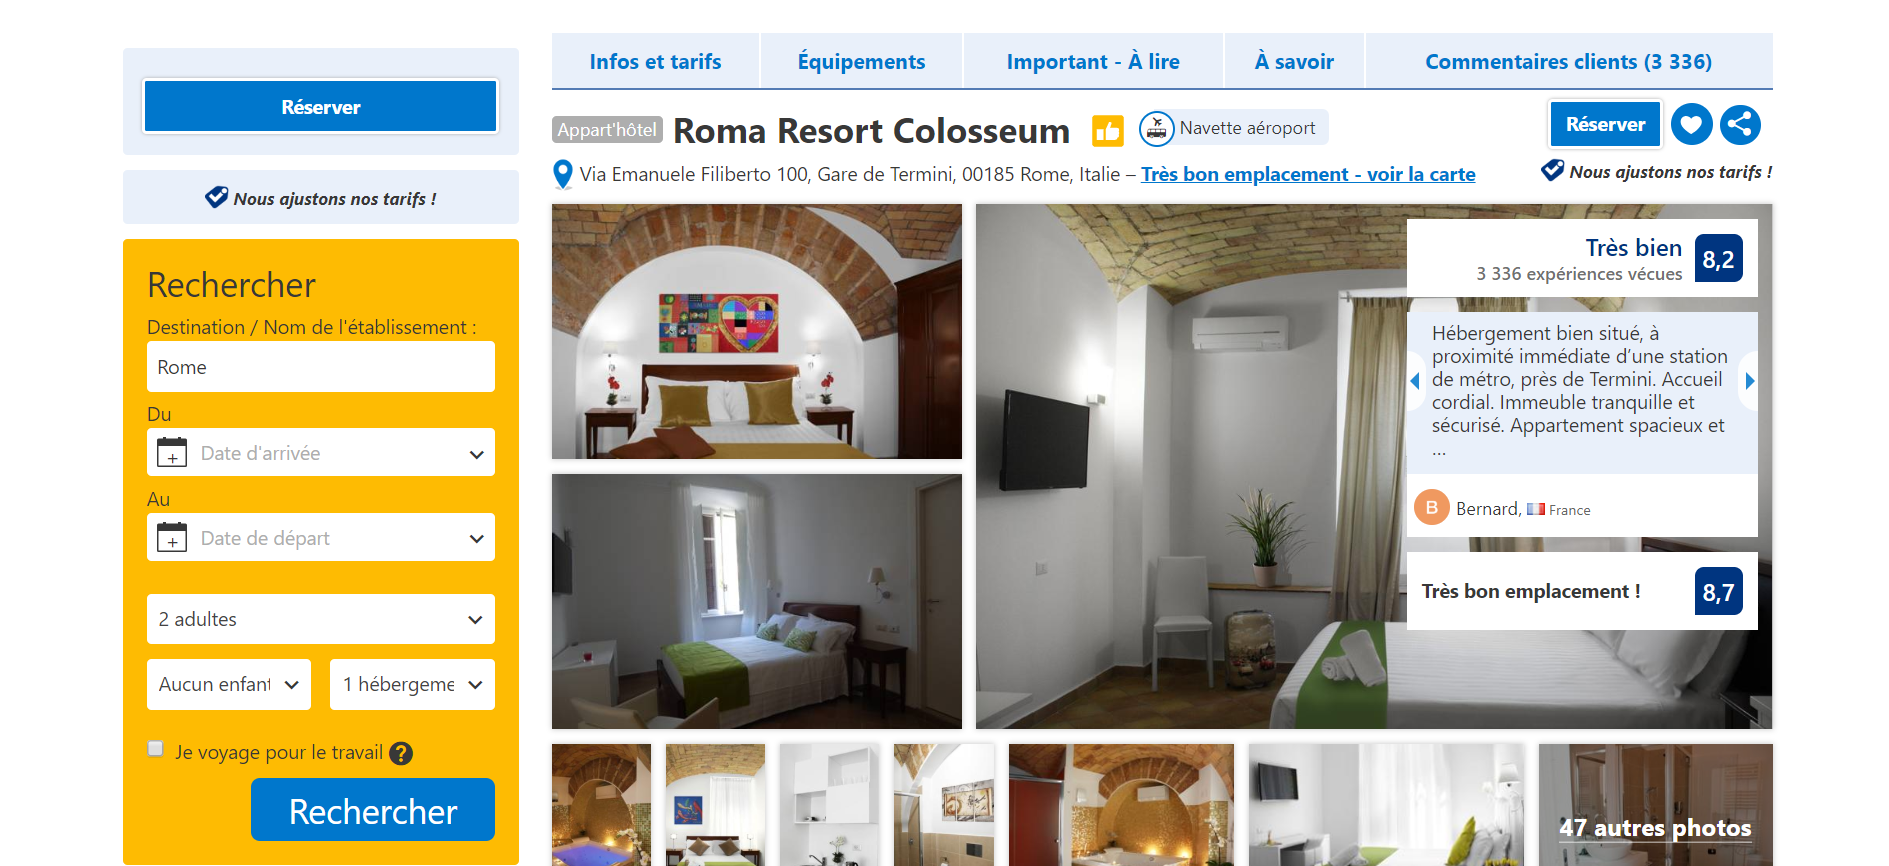 Réserver
Nous ajustons nos tarifs !
Rechercher
Destination / Nom de l'établissement :
Rome
Du
Date d'arrivée
Au
Date de départ
2 adultes
Aucun enfant
1 hébergeme
Je voyage pour le travail ?
Rechercher
Infos et tarifs
Équipements
Important - À lire
À savoir
Commentaires clients (3 336)
Appart'hôtel Roma Resort Colosseum
Navette aéroport
Réserver
Via Emanuele Filiberto 100, Gare de Termini, 00185 Rome, Italie – Très bon emplacement - voir la carte
Nous ajustons nos tarifs !
Très bien
3 336 expériences vécues
8,2
Hébergement bien situé, à
proximité immédiate d’une station
de métro, près de Termini. Accueil
cordial. Immeuble tranquille et
sécurisé. Appartement spacieux et
...
B
Bernard, France
Très bon emplacement !
8,7
47 autres photos